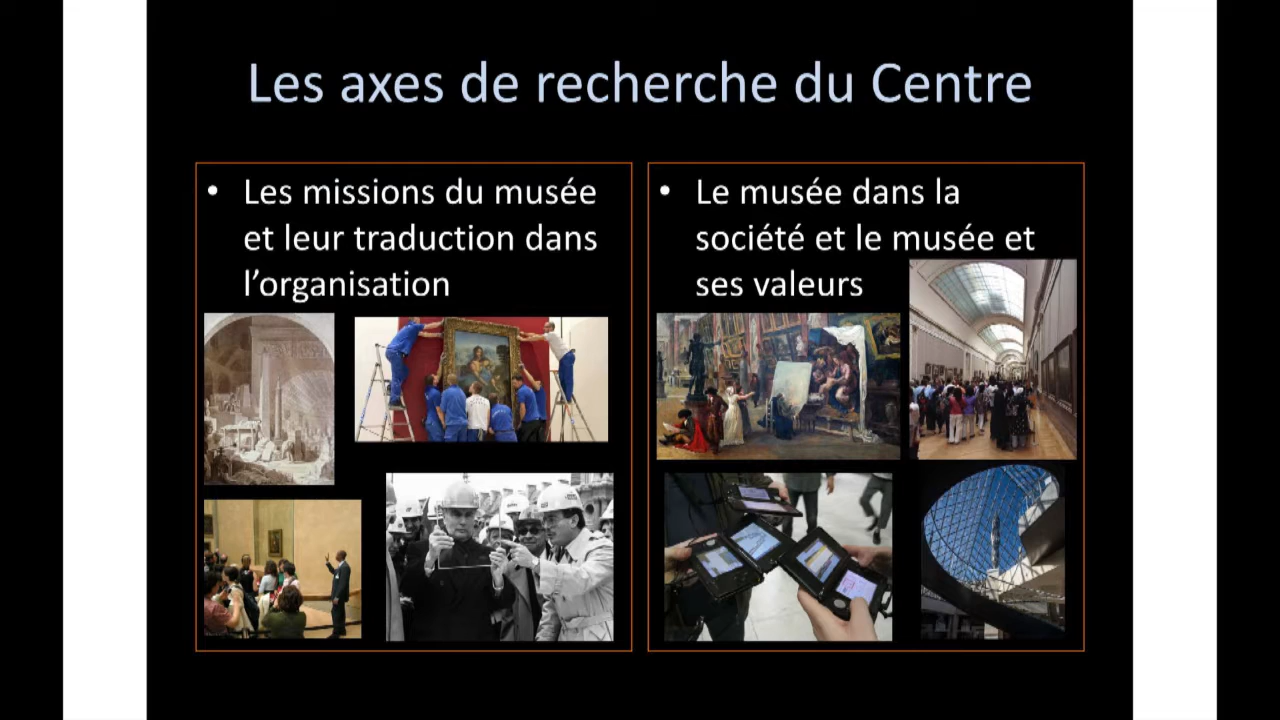 Les axes de recherche du Centre
• Les missions du musée
et leur traduction dans
l’organisation
• Le musée dans la
société et le musée et
ses valeurs